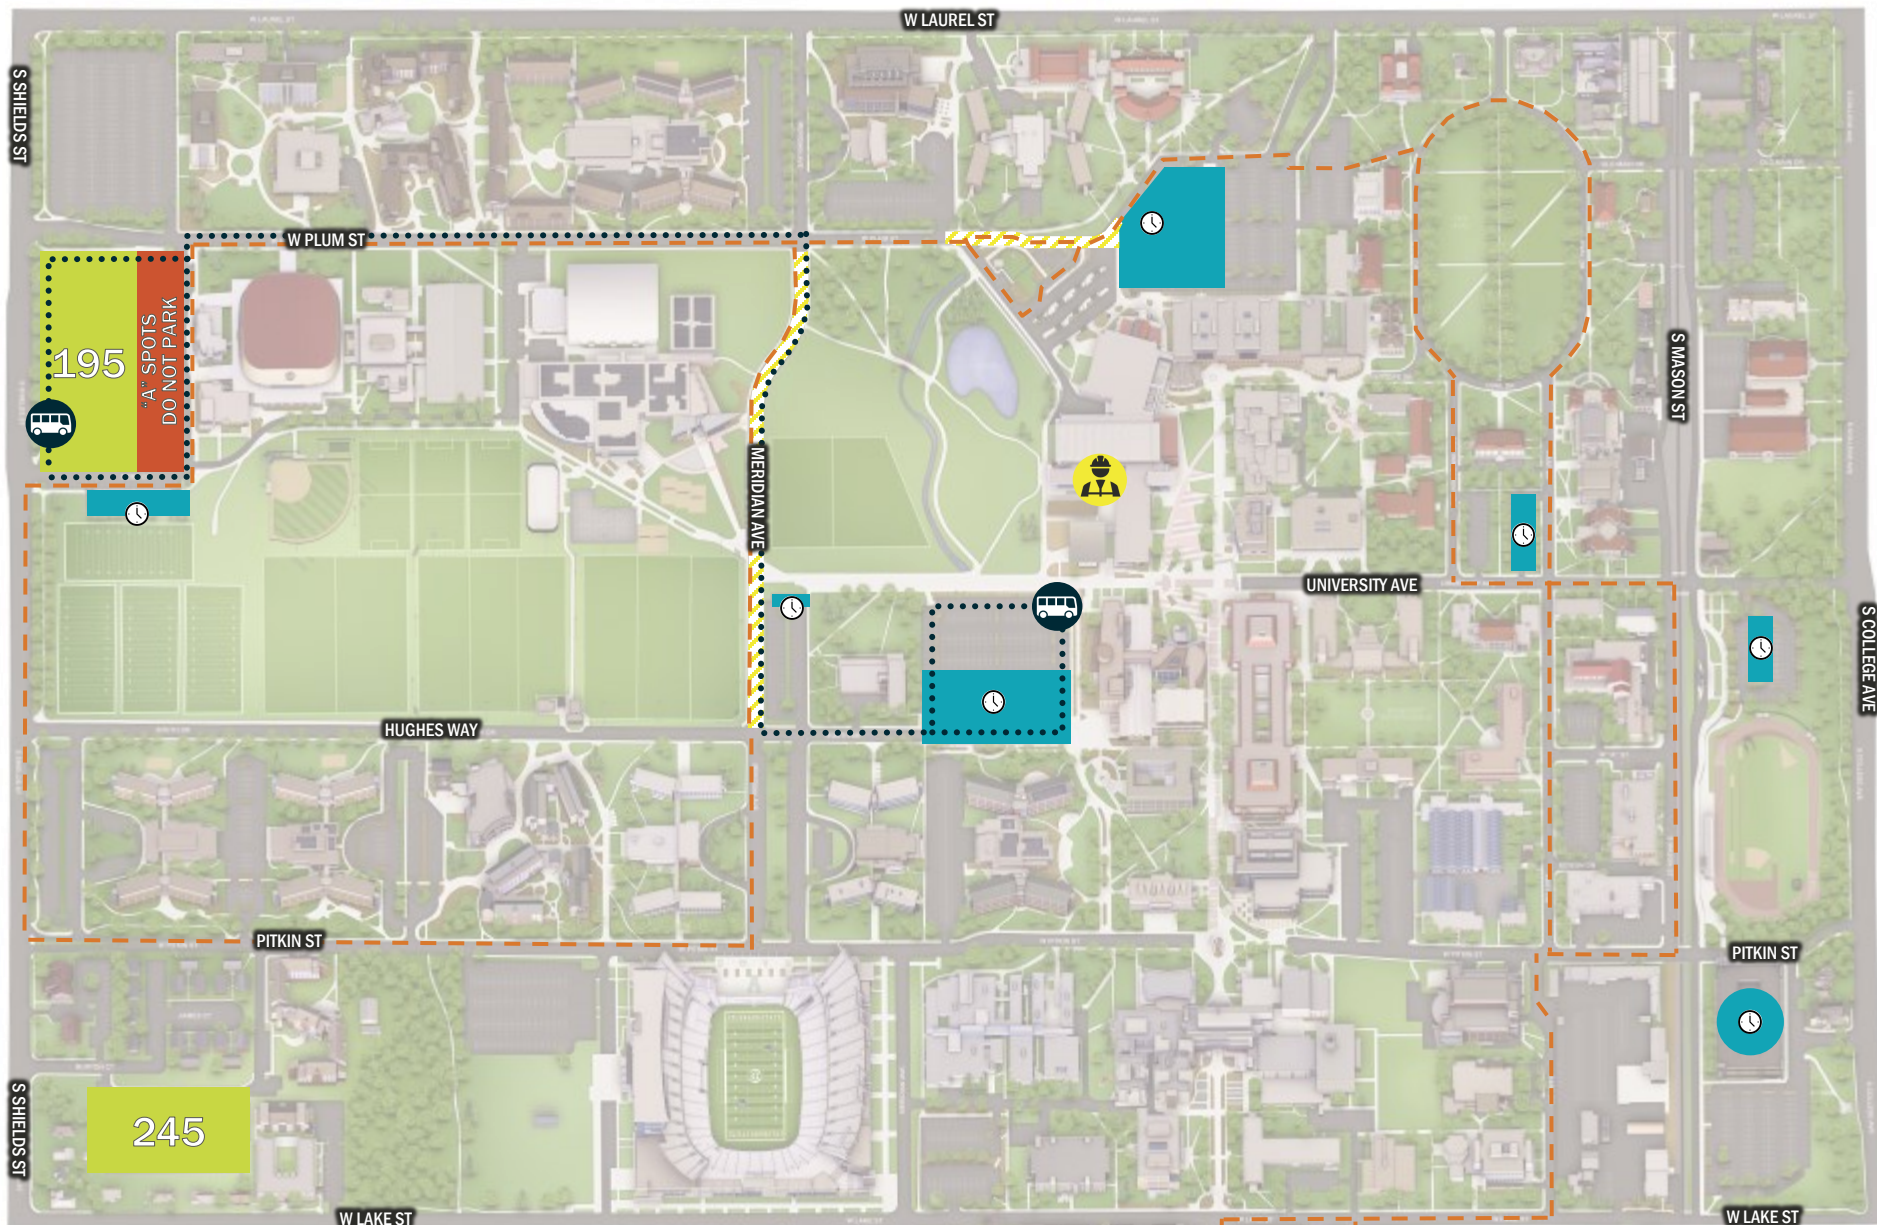 W LAUREL ST
S SHIELDS ST
W PLUM ST
195
"A" SPOTS
DO NOT PARK
S MASON ST
MERIDIAN AVE
UNIVERSITY AVE
S COLLEGE AVE
HUGHES WAY
PITKIN ST
PITKIN ST
S SHIELDS ST
245
W LAKE ST
W LAKE ST